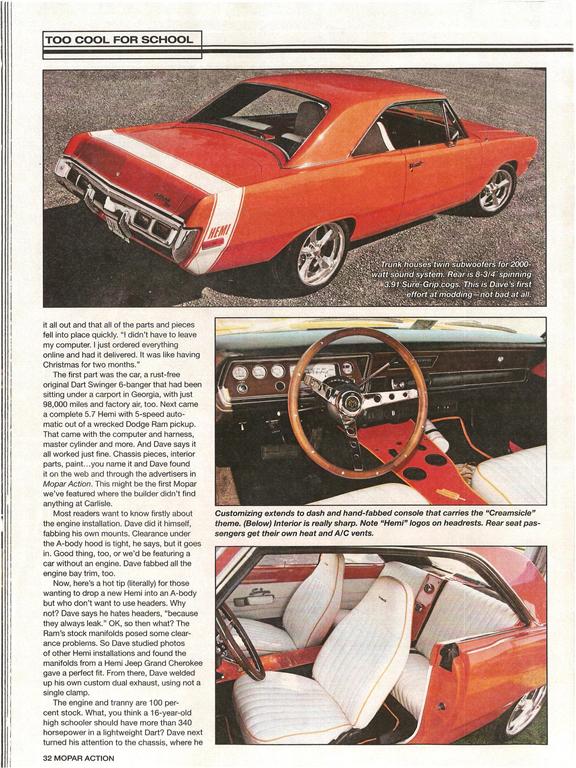 TOO COOL FOR SCHOOL
HEMI
Trunk houses twin subwoofers for 2000-
watt sound system. Rear is 8-3/4˝ spinning
3.91 Sure-Grip cogs. This is Dave's first
effort at modding—not bad at all.
it all out and that all of the parts and pieces
fell into place quickly. “I didn't have to leave
my computer. I just ordered everything
online and had it delivered. It was like having
Christmas for two months.”
The first part was the car, a rust-free
original Dart Swinger 6-banger that had been
sitting under a carport in Georgia, with just
98,000 miles and factory air, too. Next came
a complete 5.7 Hemi with 5-speed auto-
matic out of a wrecked Dodge Ram pickup.
That came with the computer and harness,
master cylinder and more. And Dave says it
all worked just fine. Chassis pieces, interior
parts, paint…you name it and Dave found
it on the web and through the advertisers in
Mopar Action. This might be the first Mopar
we've featured where the builder didn't find
anything at Carlisle.
Most readers want to know firstly about
the engine installation. Dave did it himself,
fabbing his own mounts. Clearance under
the A-body hood is tight, he says, but it goes
in. Good thing, too, or we'd be featuring a
car without an engine. Dave fabbed all the
engine bay trim, too.
Now, here's a hot tip (literally) for those
wanting to drop a new Hemi into an A-body
but who don't want to use headers. Why
not? Dave says he hates headers, “because
they always leak.” OK, so then what? The
Ram's stock manifolds posed some clear-
ance problems. So Dave studied photos
of other Hemi installations and found the
manifolds from a Hemi Jeep Grand Cherokee
gave a perfect fit. From there, Dave welded
up his own custom dual exhaust, using not a
single clamp.
The engine and tranny are 100 per-
cent stock. What, you think a 16-year-old
high schooler should have more than 340
horsepower in a lightweight Dart? Dave next
turned his attention to the chassis, where he
Customizing extends to dash and hand-fabbed console that carries the “Creamsicle”
theme. (Below) Interior is really sharp. Note “Hemi” logos on headrests. Rear seat pas-
sengers get their own heat and A/C vents.
32 MOPAR ACTION